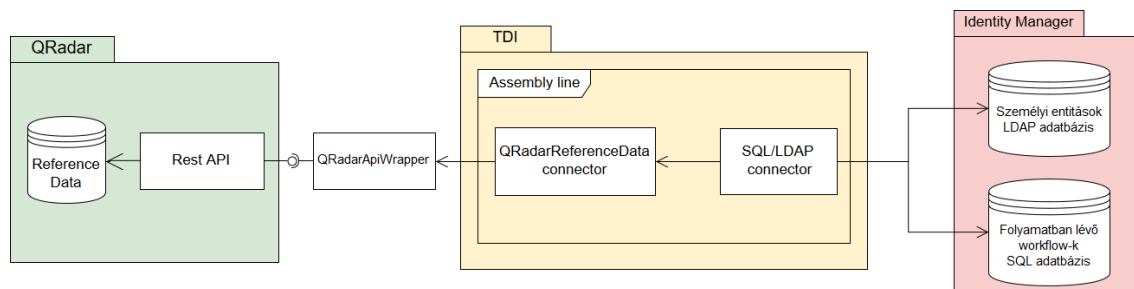 QRadar
Reference
Data
Rest API
QRadarApiWrapper
TDI
Assembly line
QRadarReferenceData
connector
SQL/LDAP
connector
Identity Manager
Személyi entitások
LDAP adatbázis
Folyamatban lévő
workflow-k
SQL adatbázis